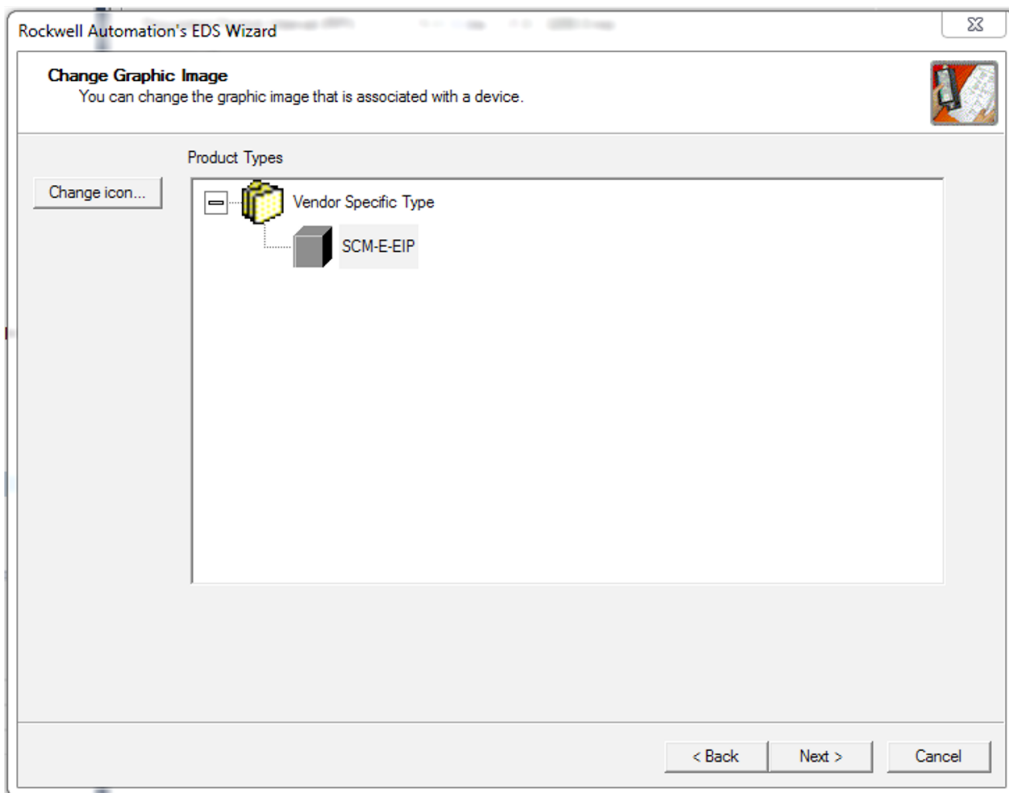 Rockwell Automation's EDS Wizard
Change Graphic Image
You can change the graphic image that is associated with a device.
Product Types
Change icon...
Vendor Specific Type
SCM-E-EIP
< Back
Next >
Cancel